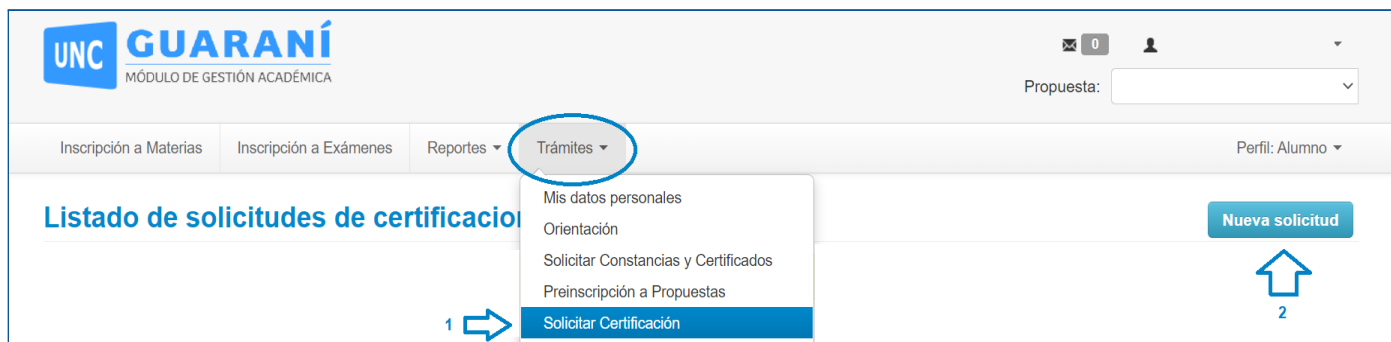 UNC GUARANÍ
MÓDULO DE GESTIÓN ACADÉMICA
0
Propuesta:
Inscripción a Materias Inscripción a Exámenes Reportes Trámites Perfil: Alumno
Mis datos personales
Listado de solicitudes de certificacion Nueva solicitud
Orientación
Solicitar Constancias y Certificados
Preinscripción a Propuestas
1 Solicitar Certificación
2